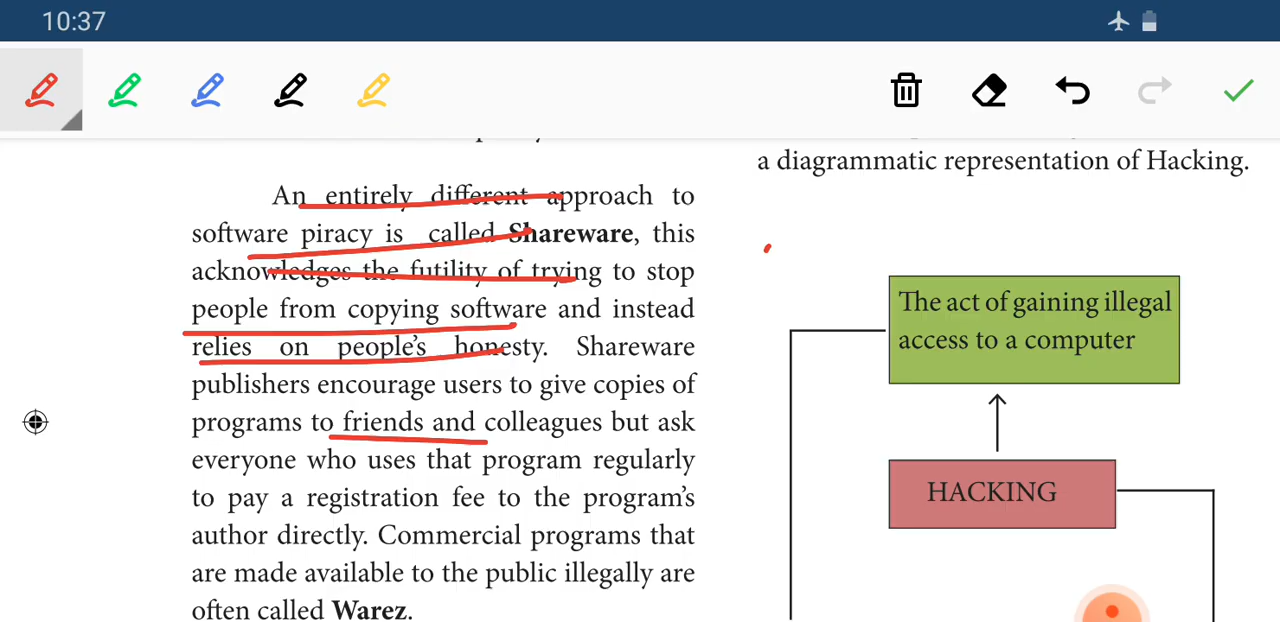 10:37
An entirely different approach to
software piracy is called Shareware, this
acknowledges the futility of trying to stop
people from copying software and instead
relies on people's honesty. Shareware
publishers encourage users to give copies of
programs to friends and colleagues but ask
everyone who uses that program regularly
to pay a registration fee to the program's
author directly. Commercial programs that
are made available to the public illegally are
often called Warez.
a diagrammatic representation of Hacking.
The act of gaining illegal
access to a computer
HACKING